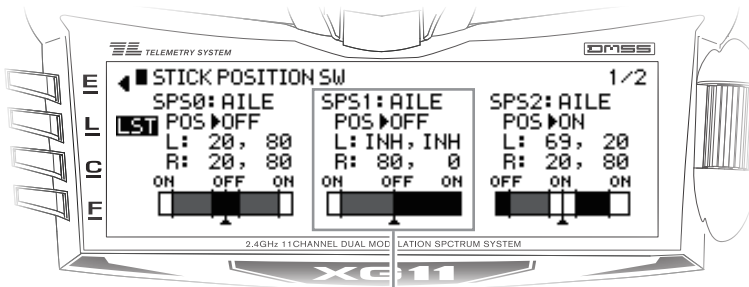 TELEMETRY SYSTEM DMSS
E
L
C
F
STICK POSITION SW 1/2
SPS0:AILE SPS1:AILE SPS2:AILE
LST POS▶OFF POS▶OFF POS▶ON
L: 20, 80 L:INH,INH L: 69, 20
R: 20, 80 R: 80, 0 R: 20, 80
ON OFF ON ON OFF ON OFF ON OFF
2.4GHz 11CHANNEL DUAL MODULATION SPCTRUM SYSTEM
XG11